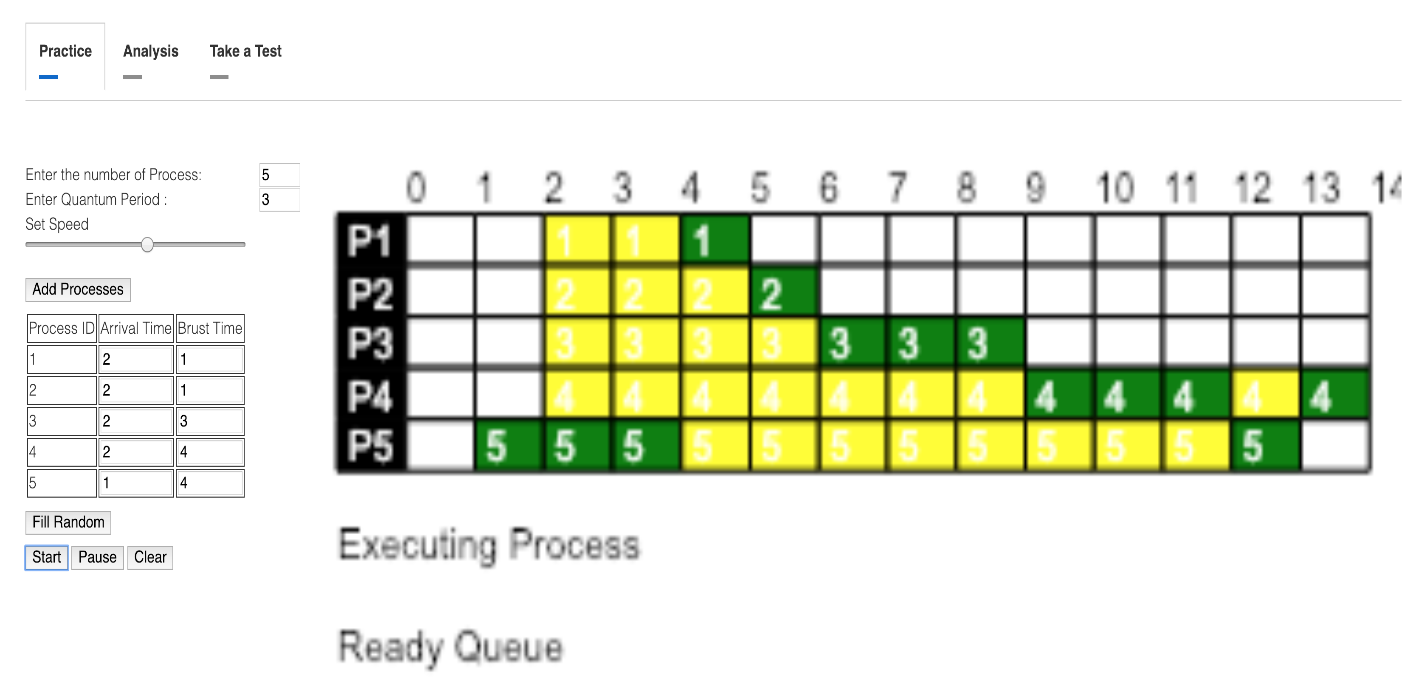 Practice Analysis Take a Test
Enter the number of Process: 5
Enter Quantum Period : 3
Set Speed
Add Processes
Process ID Arrival Time Brust Time
1 2 1
2 2 1
3 2 3
4 2 4
5 1 4
Fill Random
Start Pause Clear
0 1 2 3 4 5 6 7 8 9 10 11 12 13 14
P1 1 1 1
P2 2 2 2 2
P3 3 3 3 3 3 3 3
P4 4 4 4 4 4 4 4 4 4 4 4 4
P5 5 5 5 5 5 5 5 5 5 5 5 5
Executing Process
Ready Queue